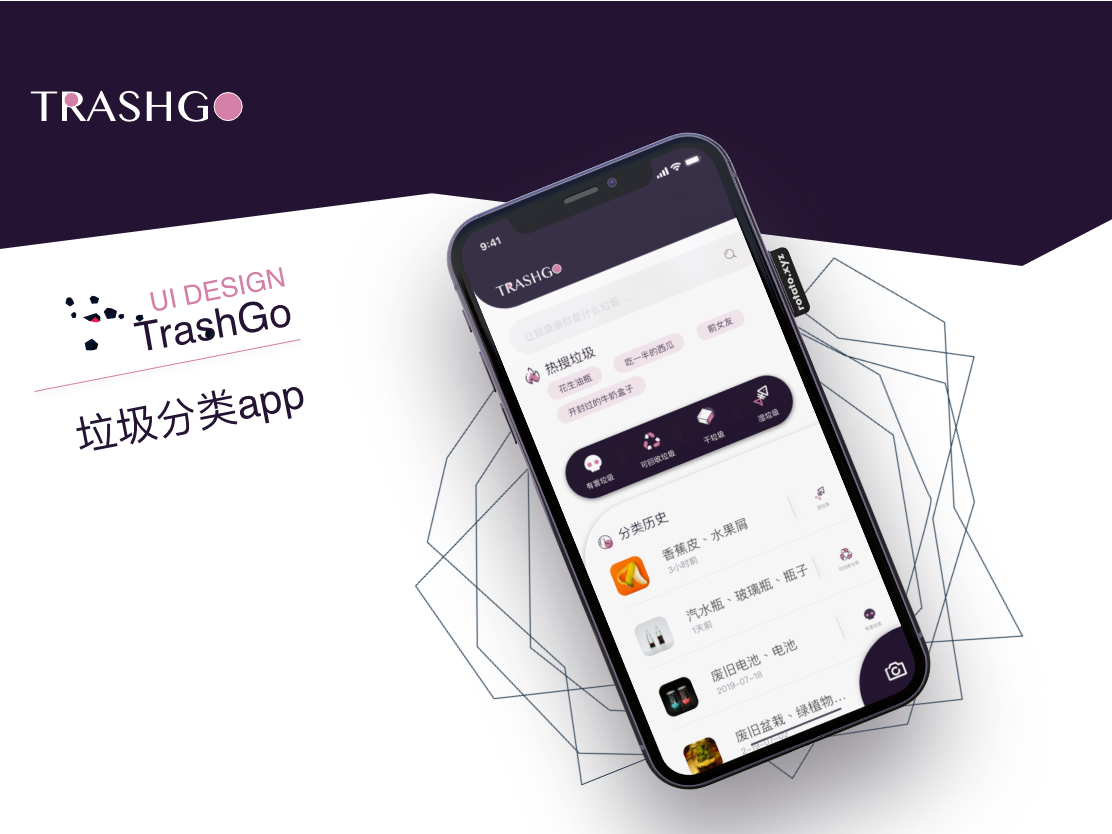 TRASHGO
UI DESIGN
TrashGo
垃圾分类app
9:41
rotato.xyz
TRASHGO
让我康康你是什么垃圾...
热搜垃圾
花生油瓶
吃一半的西瓜
前女友
开封过的牛奶盒子
有害垃圾
可回收垃圾
干垃圾
湿垃圾
分类历史
香蕉皮、水果屑
3小时前
湿垃圾
汽水瓶、玻璃瓶、瓶子
1天前
可回收垃圾
废旧电池、电池
2019-07-18
有害垃圾
废旧盆栽、绿植物...